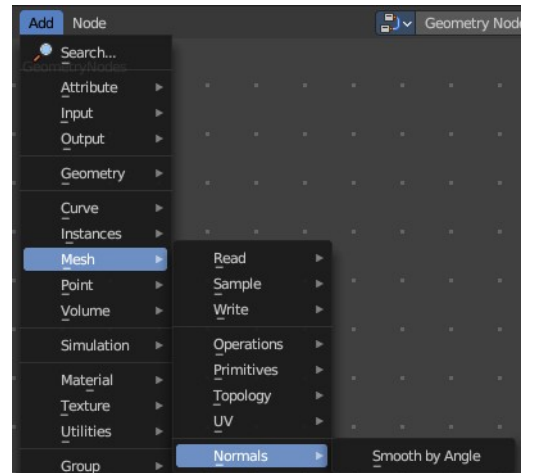 Add Node Geometry Nod
Search...
GeometryNodes
Attribute
Input
Output
Geometry
Curve
Instances
Mesh
Point
Volume
Simulation
Material
Texture
Utilities
Group
Read
Sample
Write
Operations
Primitives
Topology
UV
Normals
Smooth by Angle